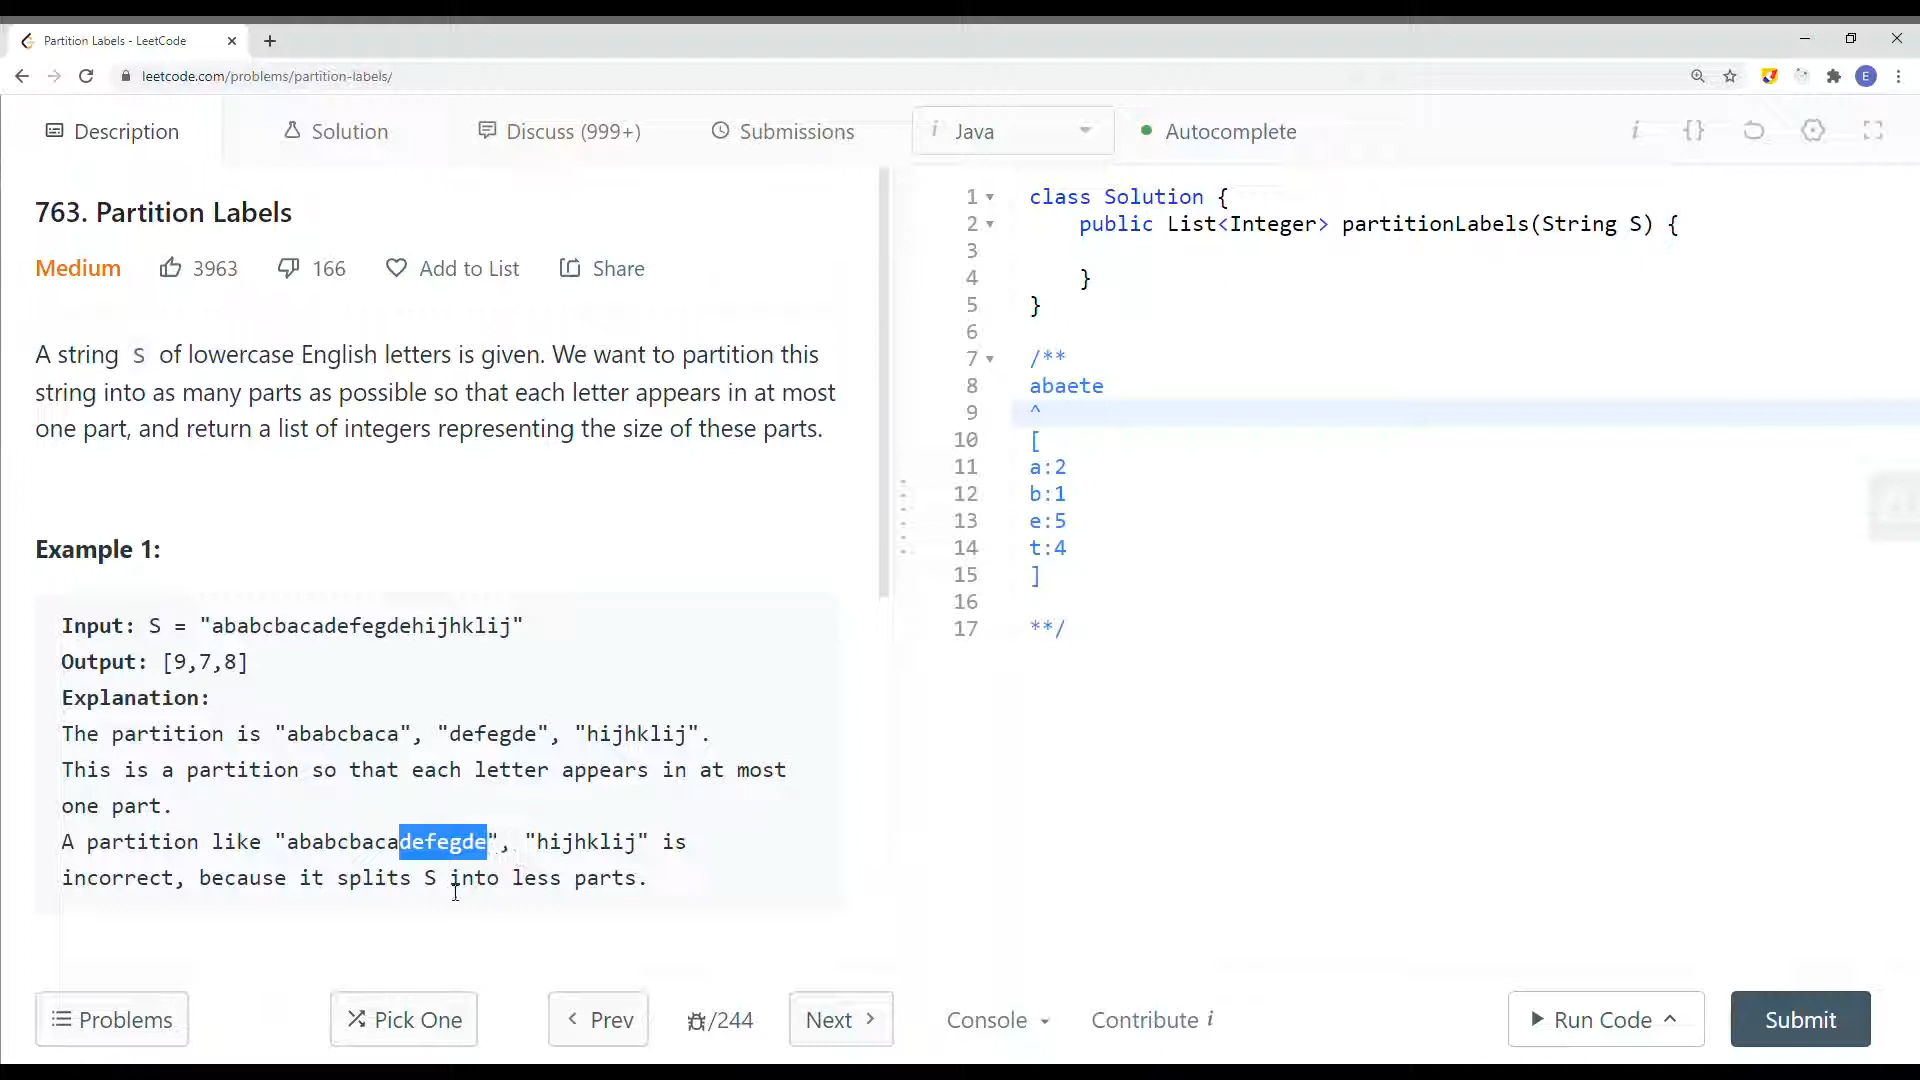 Partition Labels - LeetCode
leetcode.com/problems/partition-labels/
E
Description
Solution
Discuss (999+)
Submissions
i Java
Autocomplete
i {}
763. Partition Labels
Medium 3963 166 Add to List Share
A string S of lowercase English letters is given. We want to partition this
string into as many parts as possible so that each letter appears in at most
one part, and return a list of integers representing the size of these parts.
Example 1:
Input: S = "ababcbacadefegdehijhklij"
Output: [9,7,8]
Explanation:
The partition is "ababcbaca", "defegde", "hijhklij".
This is a partition so that each letter appears in at most
one part.
A partition like "ababcbacadefegde", "hijhklij" is
incorrect, because it splits S into less parts.
1 class Solution {
2 public List<Integer> partitionLabels(String S) {
3
4 }
5 }
6
7 /**
8 abaete
9 ^
10 [
11 a:2
12 b:1
13 e:5
14 t:4
15 ]
16
17 **/
Problems
Pick One
< Prev
/244
Next >
Console
Contribute i
Run Code
Submit